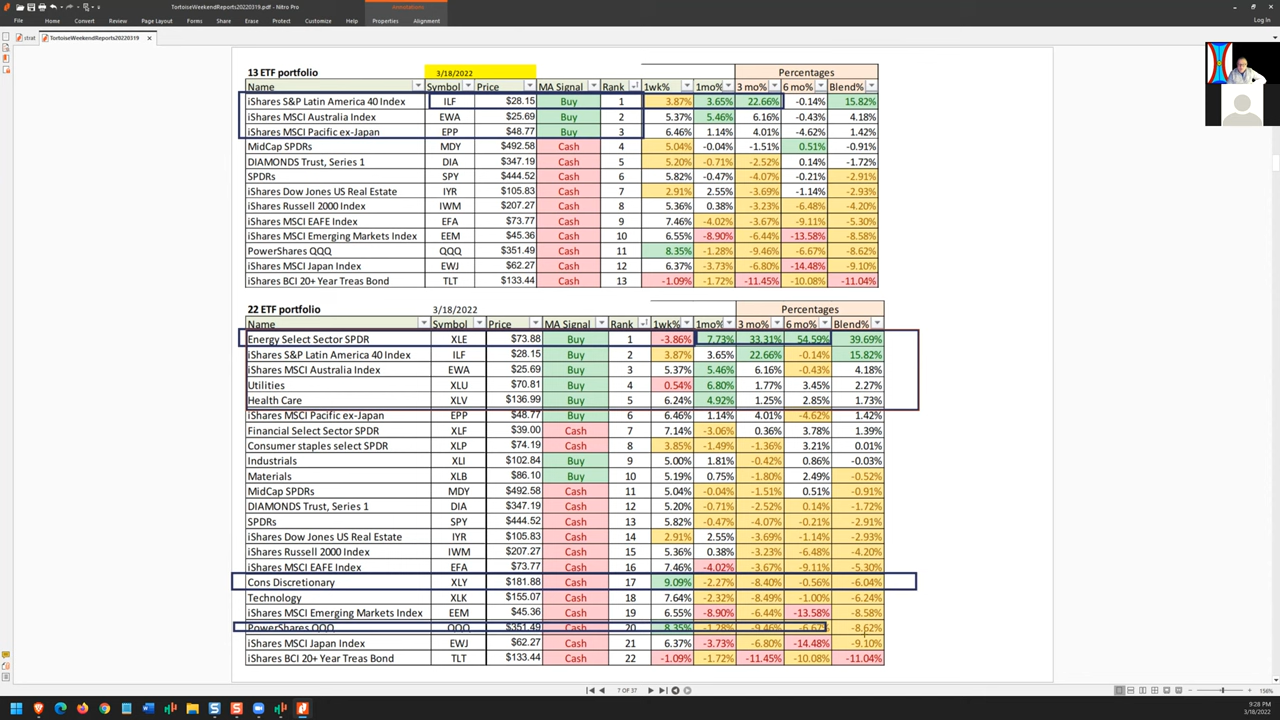 TortoiseWeekendReports20220319.pdf - Nitro Pro
Annotations
File Home Convert Review Page Layout Forms Share Erase Protect Customize Help Properties Alignment
Log In
strat TortoiseWeekendReports20220319
13 ETF portfolio 3/18/2022 Percentages
Name Symbol Price MA Signal Rank 1wk% 1mo% 3 mo% 6 mo% Blend%
iShares S&P Latin America 40 Index ILF $28.15 Buy 1 3.87% 3.65% 22.66% -0.14% 15.82%
iShares MSCI Australia Index EWA $25.69 Buy 2 5.37% 5.46% 6.16% -0.43% 4.18%
iShares MSCI Pacific ex-Japan EPP $48.77 Buy 3 6.46% 1.14% 4.01% -4.62% 1.42%
MidCap SPDRs MDY $492.58 Cash 4 5.04% -0.04% -1.51% 0.51% -0.91%
DIAMONDS Trust, Series 1 DIA $347.19 Cash 5 5.20% -0.71% -2.52% 0.14% -1.72%
SPDRs SPY $444.52 Cash 6 5.82% -0.47% -4.07% -0.21% -2.91%
iShares Dow Jones US Real Estate IYR $105.83 Cash 7 2.91% 2.55% -3.69% -1.14% -2.93%
iShares Russell 2000 Index IWM $207.27 Cash 8 5.36% 0.38% -3.23% -6.48% -4.20%
iShares MSCI EAFE Index EFA $73.77 Cash 9 7.46% -4.02% -3.67% -9.11% -5.30%
iShares MSCI Emerging Markets Index EEM $45.36 Cash 10 6.55% -8.90% -6.44% -13.58% -8.58%
PowerShares QQQ QQQ $351.49 Cash 11 8.35% -1.28% -9.46% -6.67% -8.62%
iShares MSCI Japan Index EWJ $62.27 Cash 12 6.37% -3.73% -6.80% -14.48% -9.10%
iShares BCI 20+ Year Treas Bond TLT $133.44 Cash 13 -1.09% -1.72% -11.45% -10.08% -11.04%
22 ETF portfolio 3/18/2022 Percentages
Name Symbol Price MA Signal Rank 1wk% 1mo% 3 mo% 6 mo% Blend%
Energy Select Sector SPDR XLE $73.88 Buy 1 -3.86% 7.73% 33.31% 54.59% 39.69%
iShares S&P Latin America 40 Index ILF $28.15 Buy 2 3.87% 3.65% 22.66% -0.14% 15.82%
iShares MSCI Australia Index EWA $25.69 Buy 3 5.37% 5.46% 6.16% -0.43% 4.18%
Utilities XLU $70.81 Buy 4 0.54% 6.80% 1.77% 3.45% 2.27%
Health Care XLV $136.99 Buy 5 6.24% 4.92% 1.25% 2.85% 1.73%
iShares MSCI Pacific ex-Japan EPP $48.77 Buy 6 6.46% 1.14% 4.01% -4.62% 1.42%
Financial Select Sector SPDR XLF $39.00 Cash 7 7.14% -3.06% 0.36% 3.78% 1.39%
Consumer staples select SPDR XLP $74.19 Cash 8 3.85% -1.49% -1.36% 3.21% 0.01%
Industrials XLI $102.84 Buy 9 5.00% 1.81% -0.42% 0.86% -0.03%
Materials XLB $86.10 Buy 10 5.19% 0.75% -1.80% 2.49% -0.52%
MidCap SPDRs MDY $492.58 Cash 11 5.04% -0.04% -1.51% 0.51% -0.91%
DIAMONDS Trust, Series 1 DIA $347.19 Cash 12 5.20% -0.71% -2.52% 0.14% -1.72%
SPDRs SPY $444.52 Cash 13 5.82% -0.47% -4.07% -0.21% -2.91%
iShares Dow Jones US Real Estate IYR $105.83 Cash 14 2.91% 2.55% -3.69% -1.14% -2.93%
iShares Russell 2000 Index IWM $207.27 Cash 15 5.36% 0.38% -3.23% -6.48% -4.20%
iShares MSCI EAFE Index EFA $73.77 Cash 16 7.46% -4.02% -3.67% -9.11% -5.30%
Cons Discretionary XLY $181.88 Cash 17 9.09% -2.27% -8.40% -0.56% -6.04%
Technology XLK $155.07 Cash 18 7.64% -2.32% -8.49% -1.00% -6.24%
iShares MSCI Emerging Markets Index EEM $45.36 Cash 19 6.55% -8.90% -6.44% -13.58% -8.58%
PowerShares QQQ QQQ $351.49 Cash 20 8.35% -1.28% -9.46% -6.67% -8.62%
iShares MSCI Japan Index EWJ $62.27 Cash 21 6.37% -3.73% -6.80% -14.48% -9.10%
iShares BCI 20+ Year Treas Bond TLT $133.44 Cash 22 -1.09% -1.72% -11.45% -10.08% -11.04%
7 OF 37
156%
9:28 PM
3/18/2022